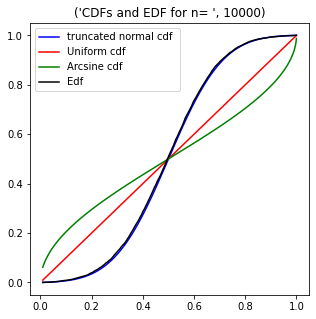 ('CDFs and EDF for n= ', 10000)
truncated normal cdf
Uniform cdf
Arcsine cdf
Edf
1.0
0.8
0.6
0.4
0.2
0.0
0.0 0.2 0.4 0.6 0.8 1.0